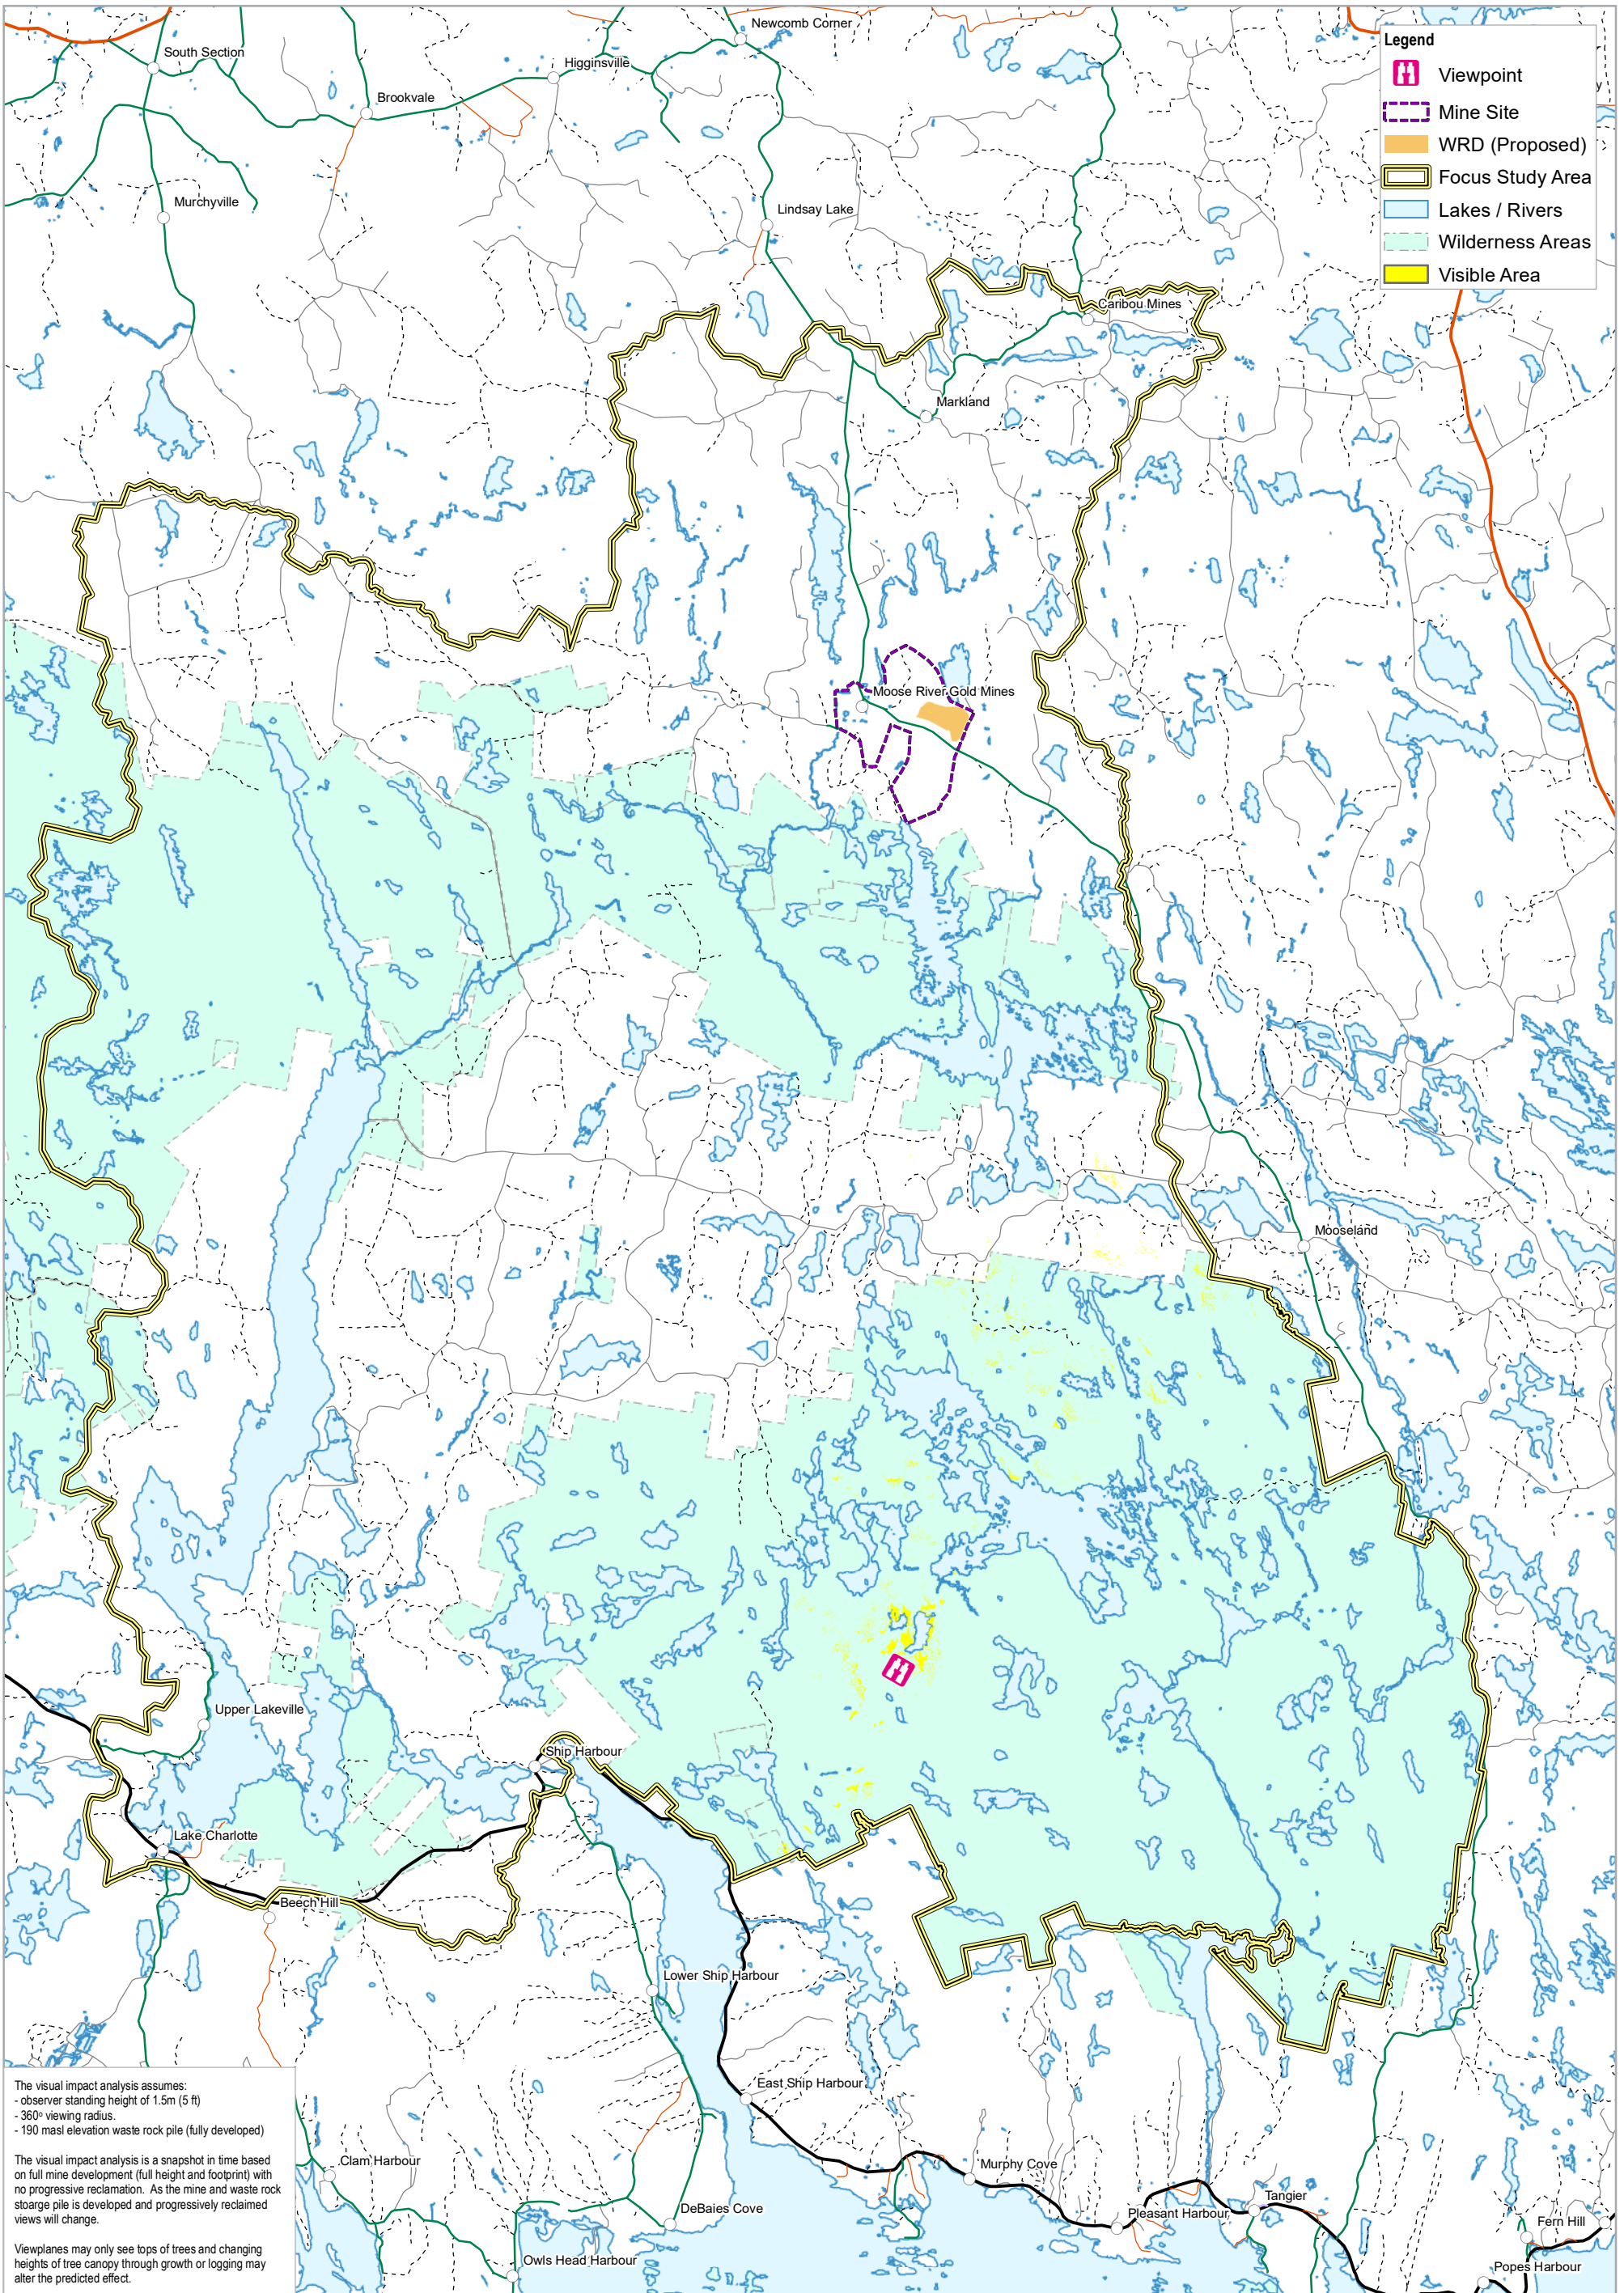 Newcomb Corner
South Section
Higginsville
Brookvale
Murchyville
Lindsay Lake
Legend
Viewpoint
Mine Site
WRD (Proposed)
Focus Study Area
Lakes / Rivers
Wilderness Areas
Visible Area
Caribou Mines
Markland
Moose River Gold Mines
Mooseland
Upper Lakeville
Ship Harbour
Lake Charlotte
Beech Hill
Lower Ship Harbour
East Ship Harbour
Clam Harbour
Murphy Cove
DeBaies Cove
Pleasant Harbour
Tangier
Fern Hill
Owls Head Harbour
Popes Harbour
The visual impact analysis assumes:
- observer standing height of 1.5m (5 ft)
- 360º viewing radius.
- 190 masl elevation waste rock pile (fully developed)
The visual impact analysis is a snapshot in time based
on full mine development (full height and footprint) with
no progressive reclamation. As the mine and waste rock
stoarge pile is developed and progressively reclaimed
views will change.
Viewplanes may only see tops of trees and changing
heights of tree canopy through growth or logging may
alter the predicted effect.